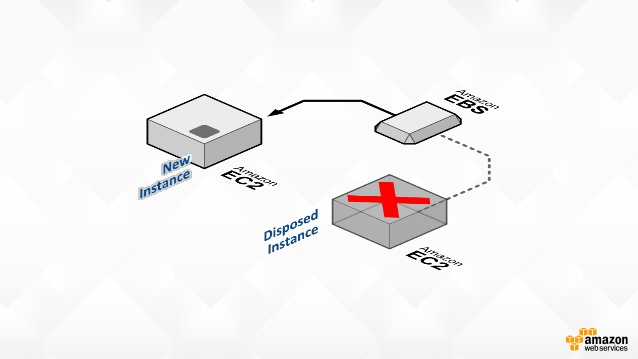 Amazon
EBS
New
Instance
Amazon
EC2
Disposed
Instance
Amazon
EC2
amazon
web services